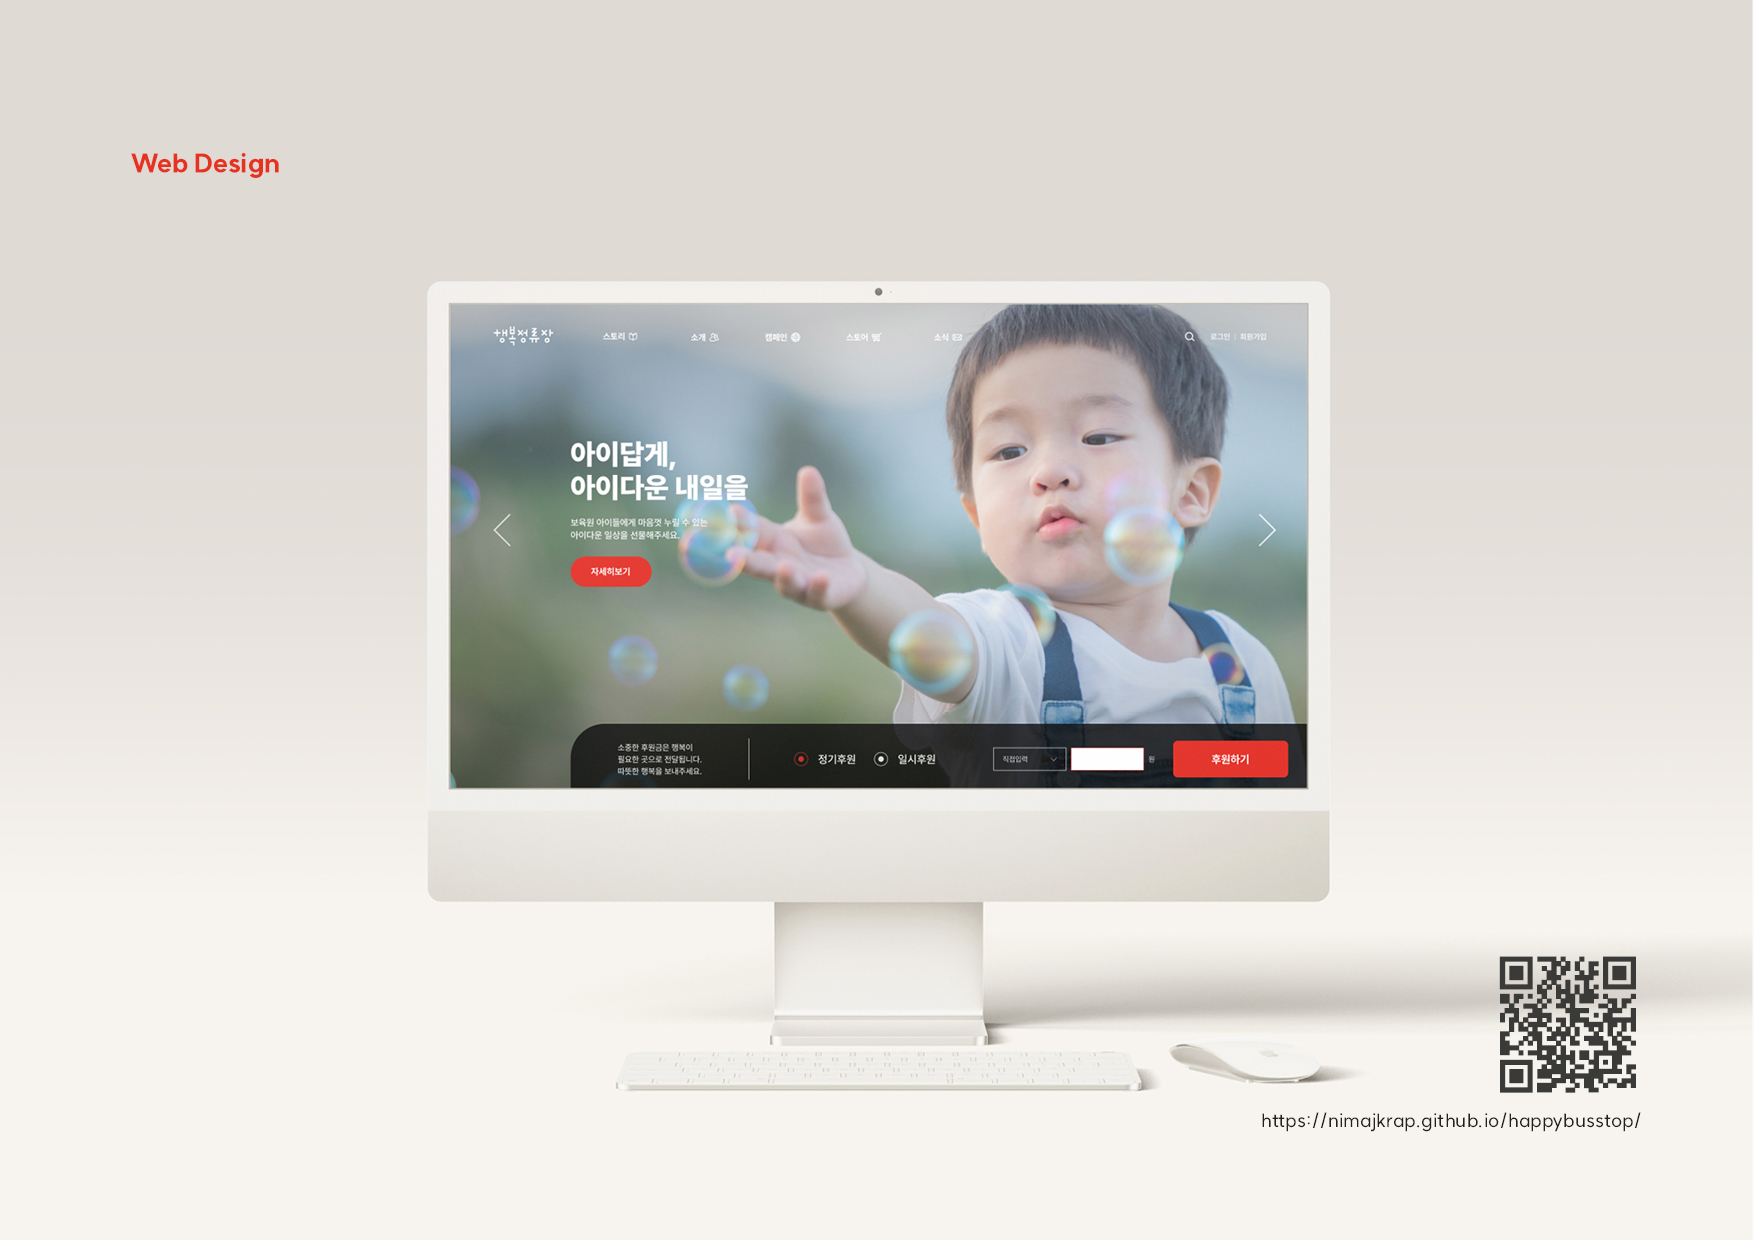 Web Design
행복정류장
스토리
소개
캠페인
스토어
소식
로그인 | 회원가입
아이답게,
아이다운 내일을
보육원 아이들에게 마음껏 누릴 수 있는
아이다운 일상을 선물해주세요.
자세히보기
소중한 후원금은 행복이
필요한 곳으로 전달됩니다.
따뜻한 행복을 보내주세요.
정기후원
일시후원
직접입력
원
후원하기
https://nimajkrap.github.io/happybusstop/